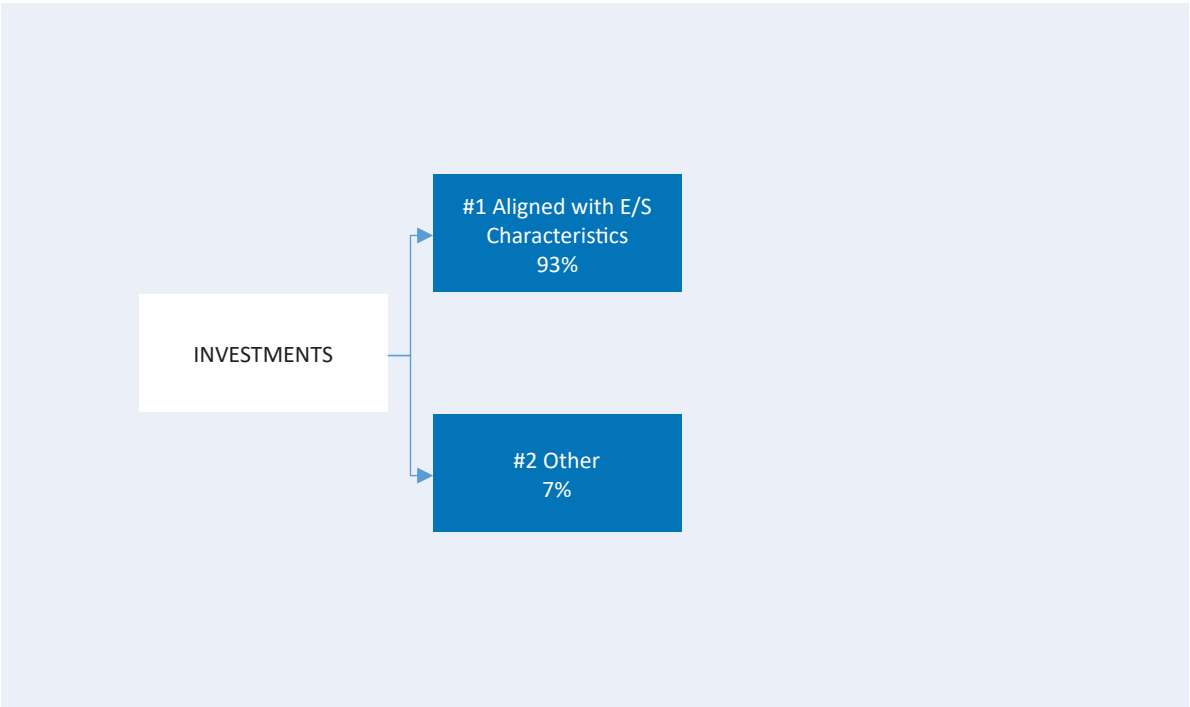 INVESTMENTS
#1 Aligned with E/S
Characteristics
93%
#2 Other
7%